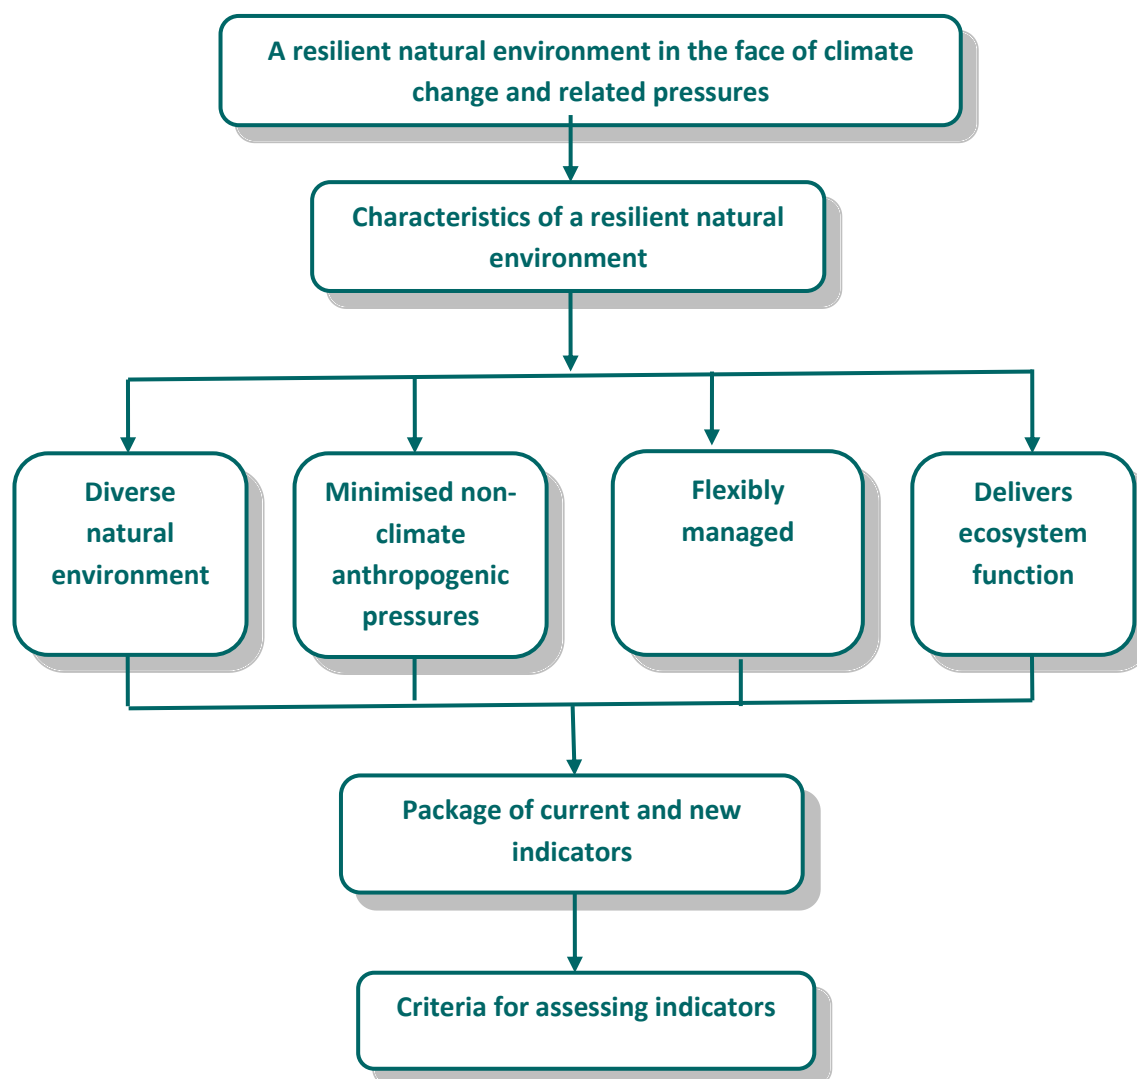 A resilient natural environment in the face of climate
change and related pressures
Characteristics of a resilient natural
environment
Diverse
natural
environment
Minimised non-
climate
anthropogenic
pressures
Flexibly
managed
Delivers
ecosystem
function
Package of current and new
indicators
Criteria for assessing indicators